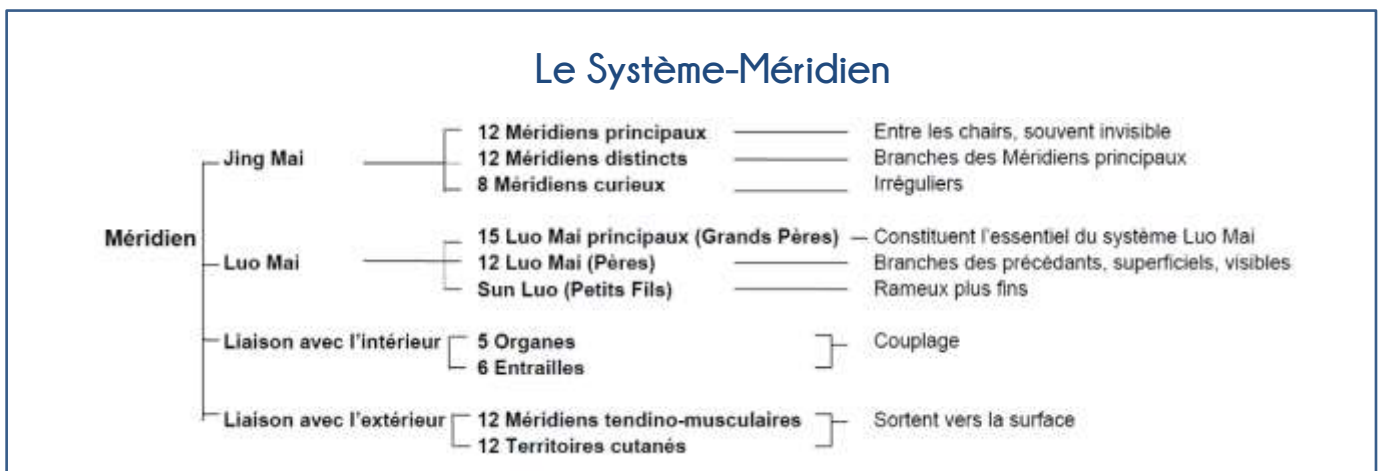 Le Système-Méridien
12 Méridiens principaux Entre les chairs, souvent invisible
Jing Mai 12 Méridiens distincts Branches des Méridiens principaux
8 Méridiens curieux Irréguliers
Méridien
15 Luo Mai principaux (Grands Pères) Constituent l'essentiel du système Luo Mai
Luo Mai 12 Luo Mai (Pères) Branches des précédants, superficiels, visibles
Sun Luo (Petits Fils) Rameux plus fins
Liaison avec l'intérieur 5 Organes Couplage
6 Entrailles
Liaison avec l'extérieur 12 Méridiens tendino-musculaires Sortent vers la surface
12 Territoires cutanés